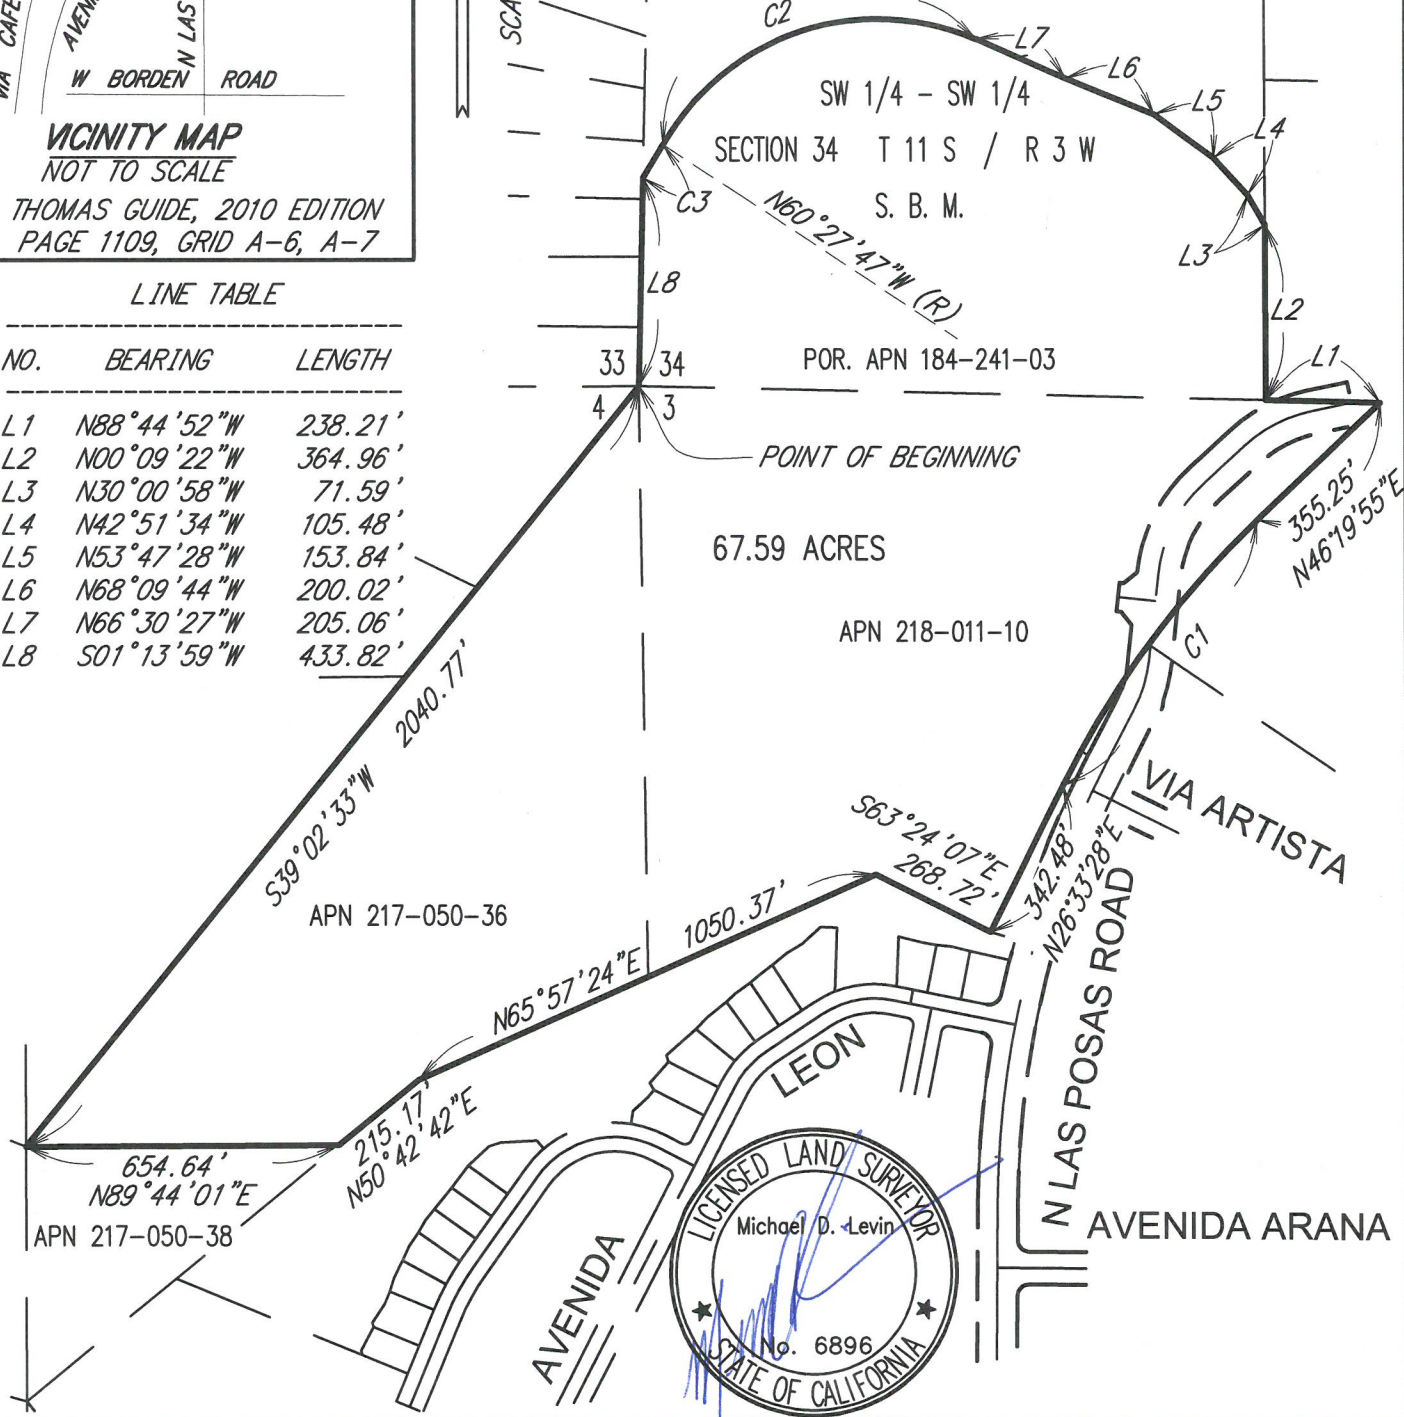 VIA CAFE
AVENI
N LAS
W BORDEN ROAD
VICINITY MAP
NOT TO SCALE
THOMAS GUIDE, 2010 EDITION
PAGE 1109, GRID A-6, A-7
SCA
C2
L7
L6
L5
L4
L3
L2
L1
SW 1/4 - SW 1/4
SECTION 34 T 11 S / R 3 W
S. B. M.
C3
N60°27'47"W (R)
L8
LINE TABLE
NO. BEARING LENGTH
L1 N88°44'52"W 238.21'
L2 N00°09'22"W 364.96'
L3 N30°00'58"W 71.59'
L4 N42°51'34"W 105.48'
L5 N53°47'28"W 153.84'
L6 N68°09'44"W 200.02'
L7 N66°30'27"W 205.06'
L8 S01°13'59"W 433.82'
33 34
4 3
POR. APN 184-241-03
POINT OF BEGINNING
67.59 ACRES
APN 218-011-10
355.25'
N46°19'55"E
C1
2040.77'
S39°02'33"W
VIA ARTISTA
S63°24'07"E
268.72'
342.48'
N26°33'28"E
APN 217-050-36
1050.37'
N65°57'24"E
N LAS POSAS ROAD
LEON
215.17'
N50°42'42"E
654.64'
N89°44'01"E
APN 217-050-38
AVENIDA
AVENIDA ARANA
LICENSED LAND SURVEYOR
Michael D. Levin
No. 6896
STATE OF CALIFORNIA